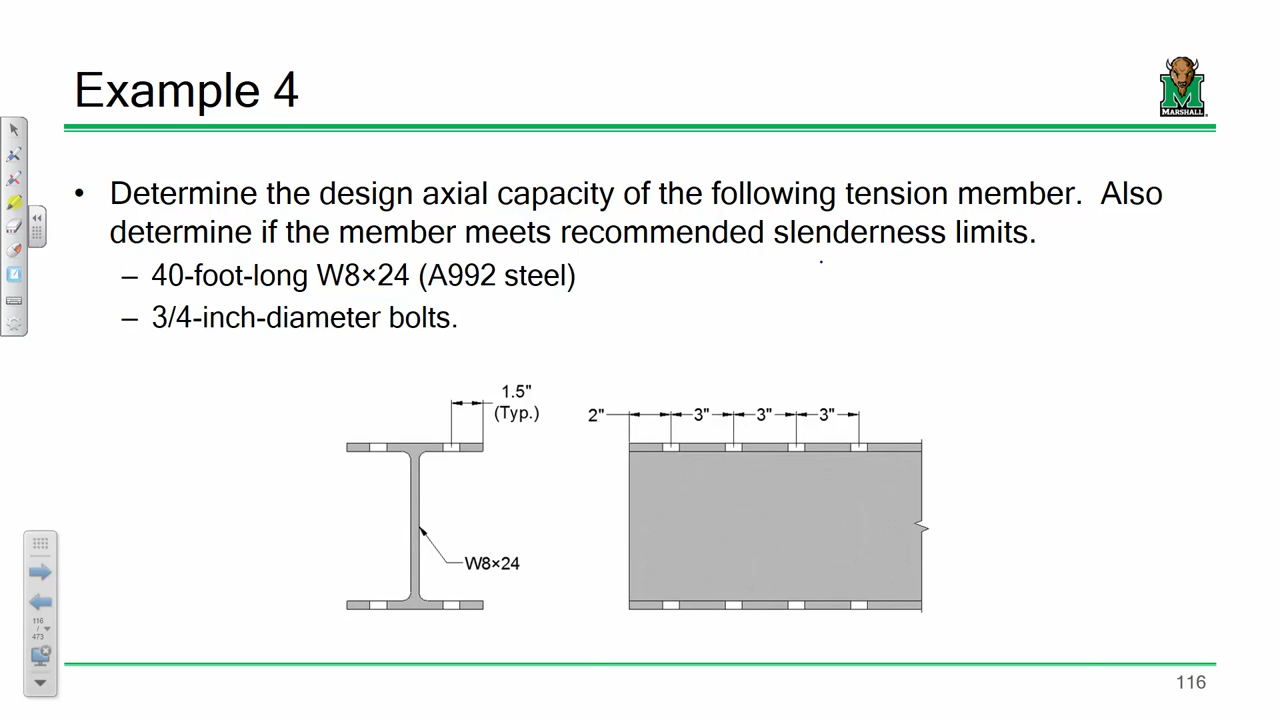 Example 4
MARSHALL
• Determine the design axial capacity of the following tension member. Also
determine if the member meets recommended slenderness limits.
– 40-foot-long W8×24 (A992 steel)
– 3/4-inch-diameter bolts.
1.5"
(Typ.)
2" 3" 3" 3"
W8×24
116
/
473
116